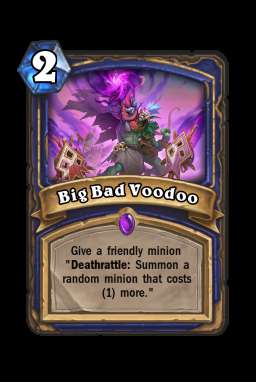 2
Big Bad Voodoo
Give a friendly minion
"Deathrattle: Summon a
random minion that costs
(1) more."